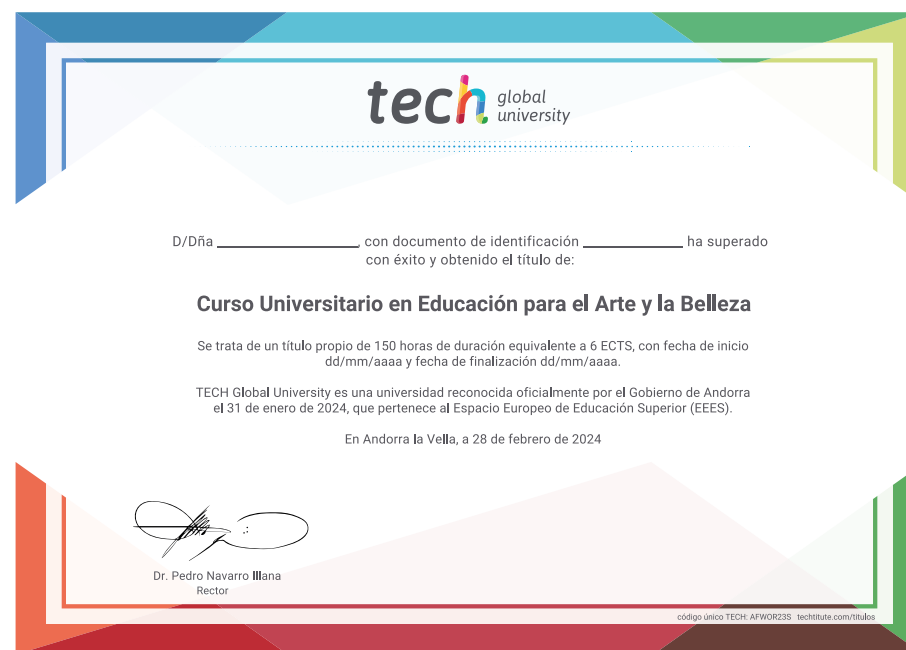 tech global university
D/Dña ____________________, con documento de identificación ______________ ha superado
con éxito y obtenido el título de:
Curso Universitario en Educación para el Arte y la Belleza
Se trata de un título propio de 150 horas de duración equivalente a 6 ECTS, con fecha de inicio
dd/mm/aaaa y fecha de finalización dd/mm/aaaa.
TECH Global University es una universidad reconocida oficialmente por el Gobierno de Andorra
el 31 de enero de 2024, que pertenece al Espacio Europeo de Educación Superior (EEES).
En Andorra la Vella, a 28 de febrero de 2024
Dr. Pedro Navarro Illana
Rector
código único TECH: AFWOR23S techtitute.com/titulos